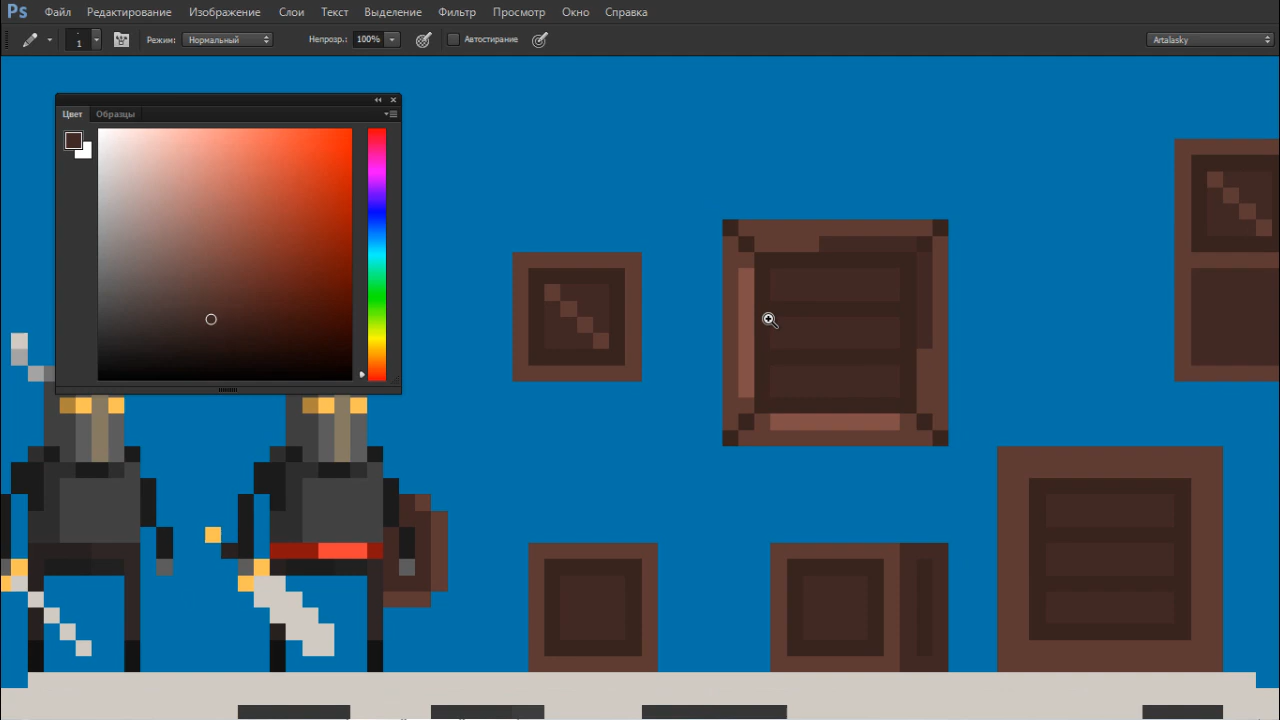 Ps Файл Редактирование Изображение Слои Текст Выделение Фильтр Просмотр Окно Справка
1 Режим: Нормальный Непрозр.: 100% Автостирание Artalasky
Цвет Образцы